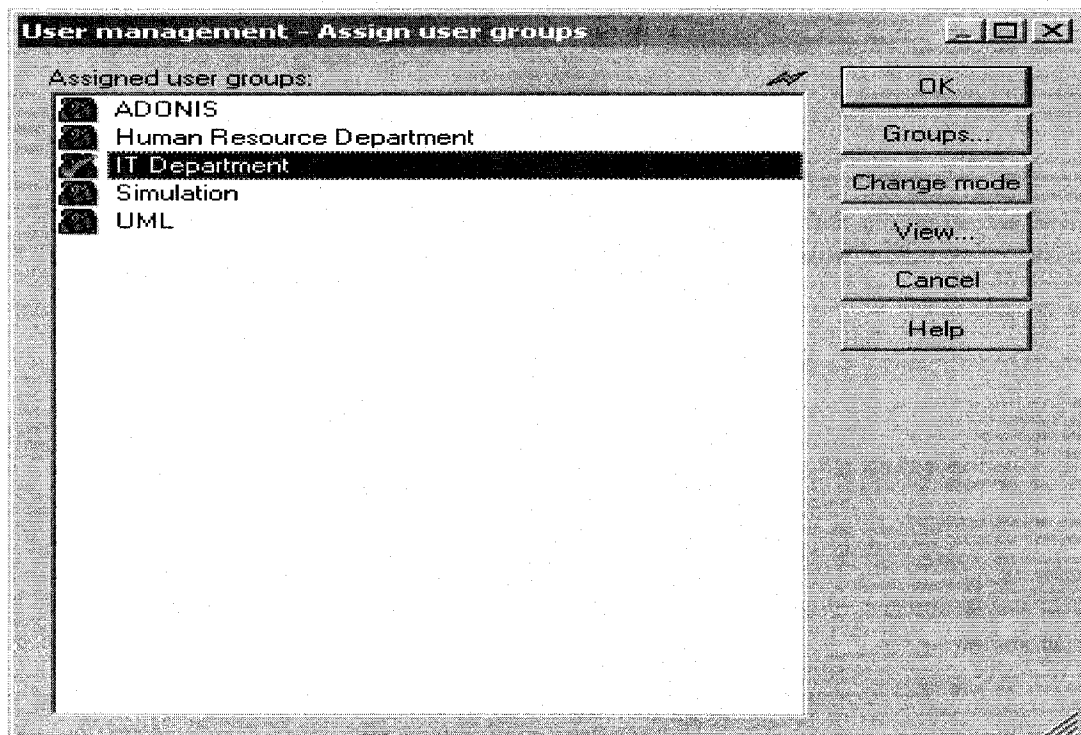 User management - Assign user groups
Assigned user groups:
ADONIS
Human Resource Department
IT Department
Simulation
UML
OK
Groups...
Change mode
View...
Cancel
Help